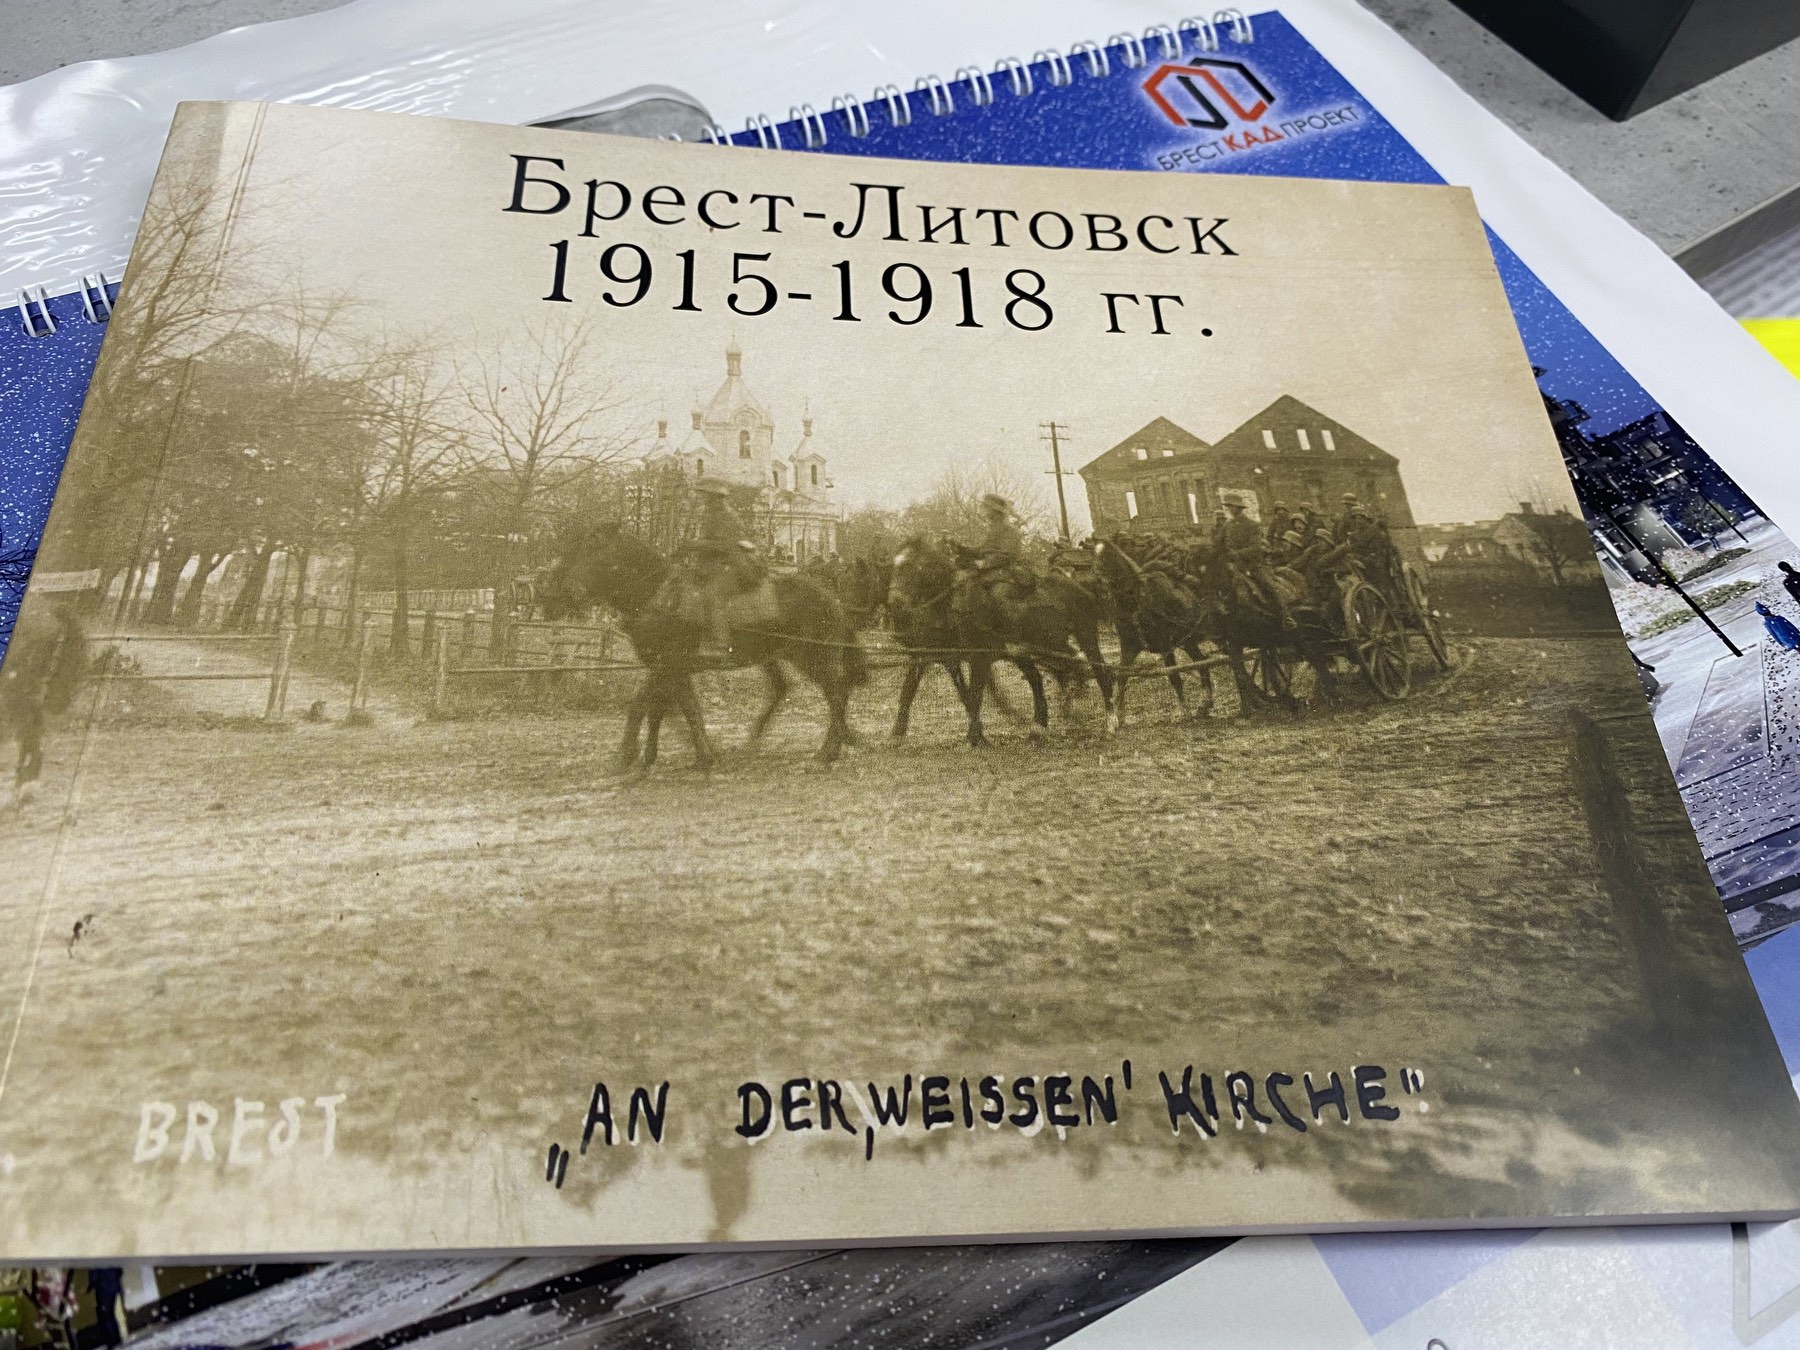 БРЕСТКАДПРОЕКТ
Брест-Литовск
1915-1918 гг.
BREST
„AN DER ‚WEISSEN' KIRCHE"